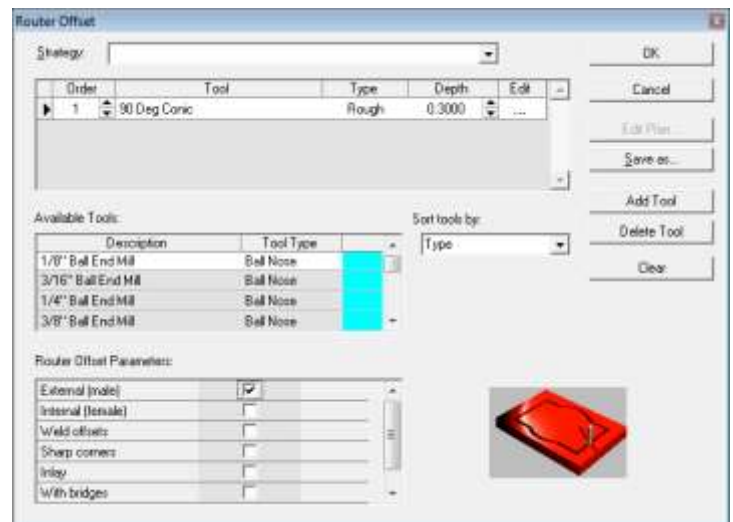 Router Offset
Strategy:
OK
Order Tool Type Depth Edit
Cancel
1 90 Deg Conic Rough 0.3000 ...
Edit Plan...
Save as...
Add Tool
Available Tools:
Sort tools by:
Delete Tool
Description Tool Type
Type
1/8" Ball End Mill Ball Nose
Clear
3/16" Ball End Mill Ball Nose
1/4" Ball End Mill Ball Nose
3/8" Ball End Mill Ball Nose
Router Offset Parameters:
External (male)
Internal (female)
Weld offsets
Sharp corners
Inlay
With bridges